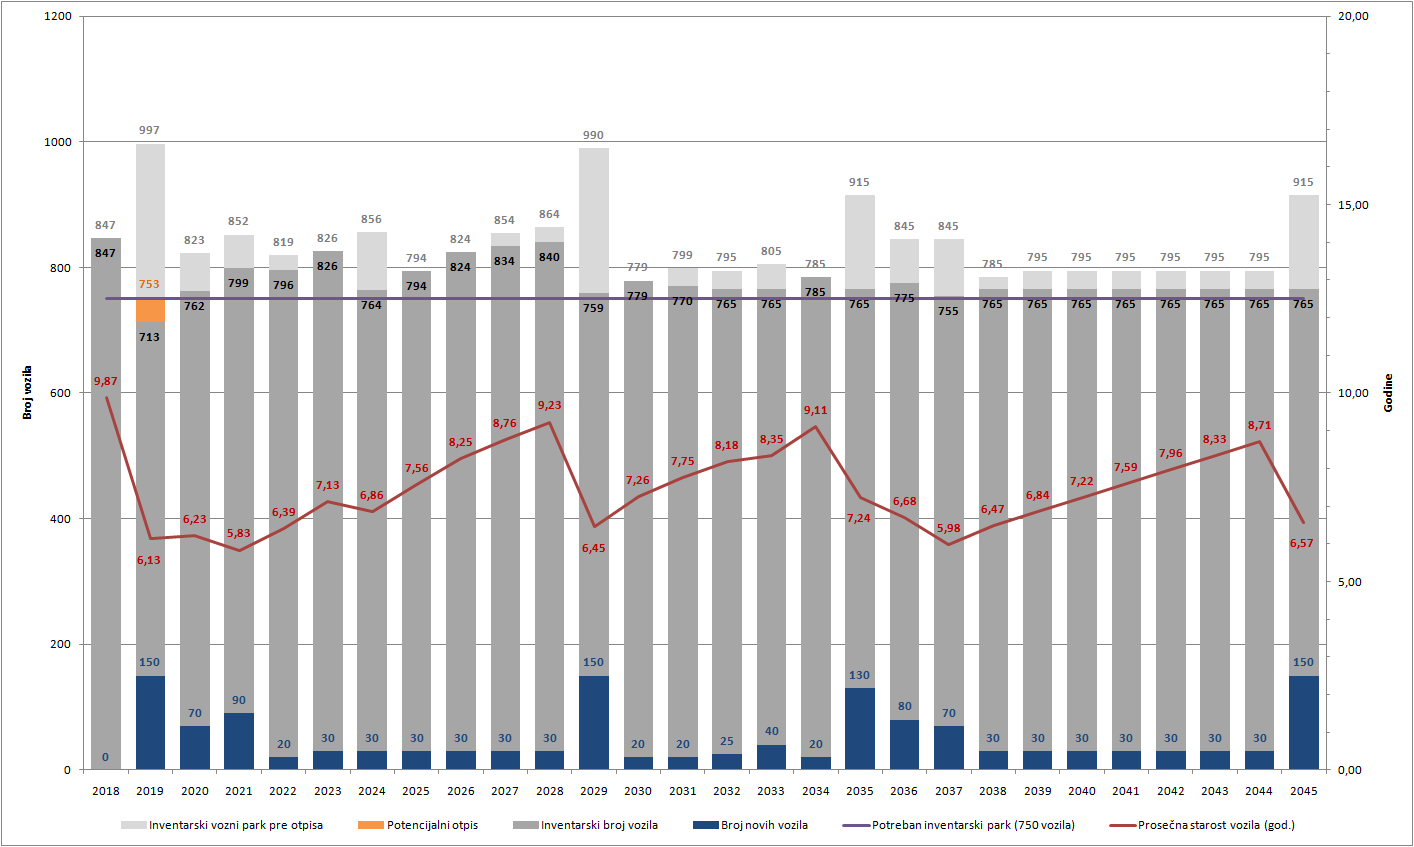 1200
1000
800
600
400
200
0
20,00
15,00
10,00
5,00
0,00
Broj vozila
Godine
847 997 823 852 819 826 856 794 824 854 864 990 779 799 795 805 785 915 845 845 785 795 795 795 795 795 795 915
753
847 713 762 799 796 826 764 794 824 834 840 759 779 770 765 765 785 765 775 755 765 765 765 765 765 765 765 765
9,87 6,13 6,23 5,83 6,39 7,13 6,86 7,56 8,25 8,76 9,23 6,45 7,26 7,75 8,18 8,35 9,11 7,24 6,68 5,98 6,47 6,84 7,22 7,59 7,96 8,33 8,71 6,57
0 150 70 90 20 30 30 30 30 30 30 150 20 20 25 40 20 130 80 70 30 30 30 30 30 30 30 150
2018 2019 2020 2021 2022 2023 2024 2025 2026 2027 2028 2029 2030 2031 2032 2033 2034 2035 2036 2037 2038 2039 2040 2041 2042 2043 2044 2045
Inventarski vozni park pre otpisa Potencijalni otpis Inventarski broj vozila Broj novih vozila Potreban inventarski park (750 vozila) Prosečna starost vozila (god.)